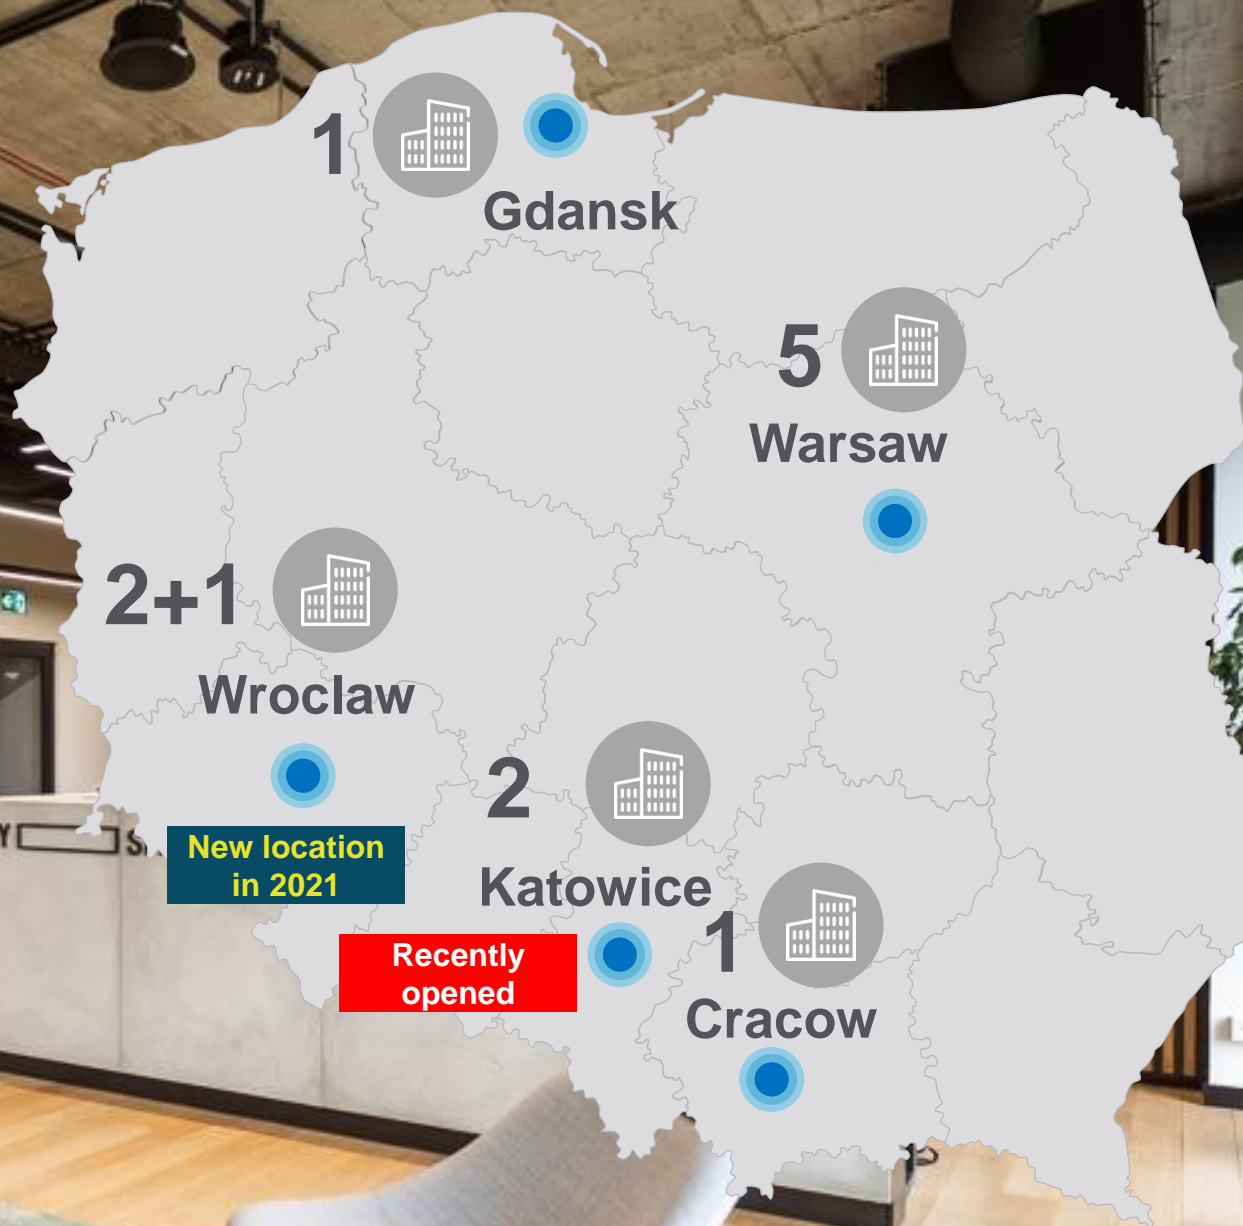 1
Gdansk
5
Warsaw
2+1
Wroclaw
New location
in 2021
2
Katowice
Recently
opened
1
Cracow